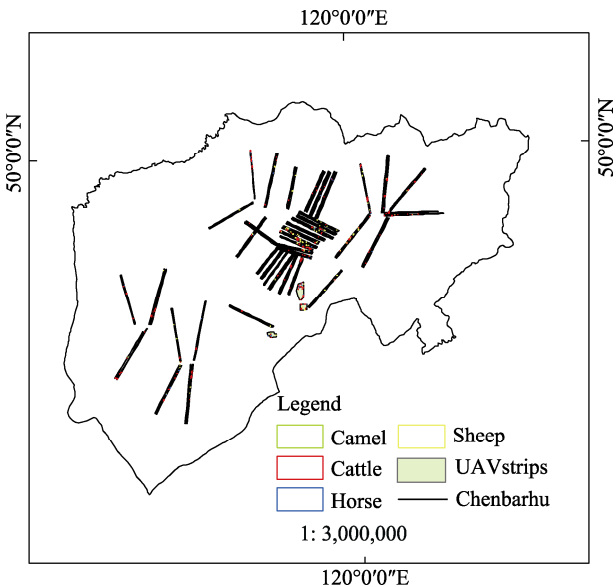 120°0′0″E
50°0′0″N
50°0′0″N
Legend
Camel
Sheep
Cattle
UAVstrips
Horse
Chenbarhu
1: 3,000,000
120°0′0″E